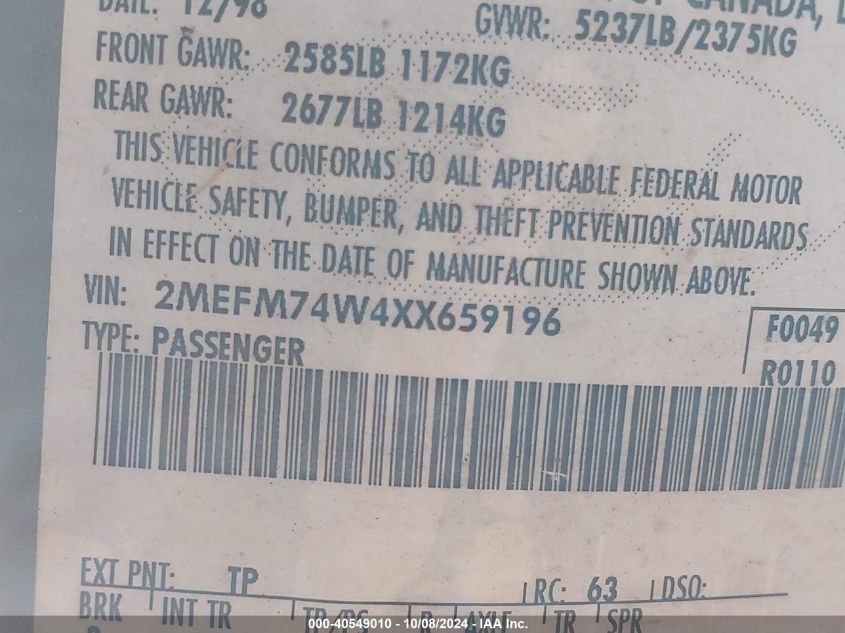 DATE: 12/98
CANADA,
GVWR: 5237LB/2375KG
FRONT GAWR: 2585LB 1172KG
REAR GAWR: 2677LB 1214KG
THIS VEHICLE CONFORMS TO ALL APPLICABLE FEDERAL MOTOR
VEHICLE SAFETY, BUMPER, AND THEFT PREVENTION STANDARDS
IN EFFECT ON THE DATE OF MANUFACTURE SHOWN ABOVE.
VIN: 2MEFM74W4XX659196
F0049
TYPE: PASSENGER
R0110
EXT PNT: TP RC: 63 DSO:
BRK INT TR TP/PS R AXLE TR SPR
000-40549010 - 10/08/2024 - IAA Inc.